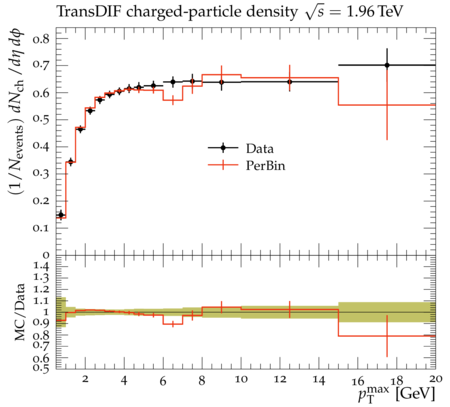 TransDIF charged-particle density √s = 1.96 TeV
(1/N_events) dN_ch/dη dϕ
0.8
0.7
0.6
0.5
0.4
0.3
0.2
0.1
0
Data
PerBin
MC/Data
1.4
1.3
1.2
1.1
1
0.9
0.8
0.7
0.6
0.5
2 4 6 8 10 12 14 16 18 20
p_T^max [GeV]